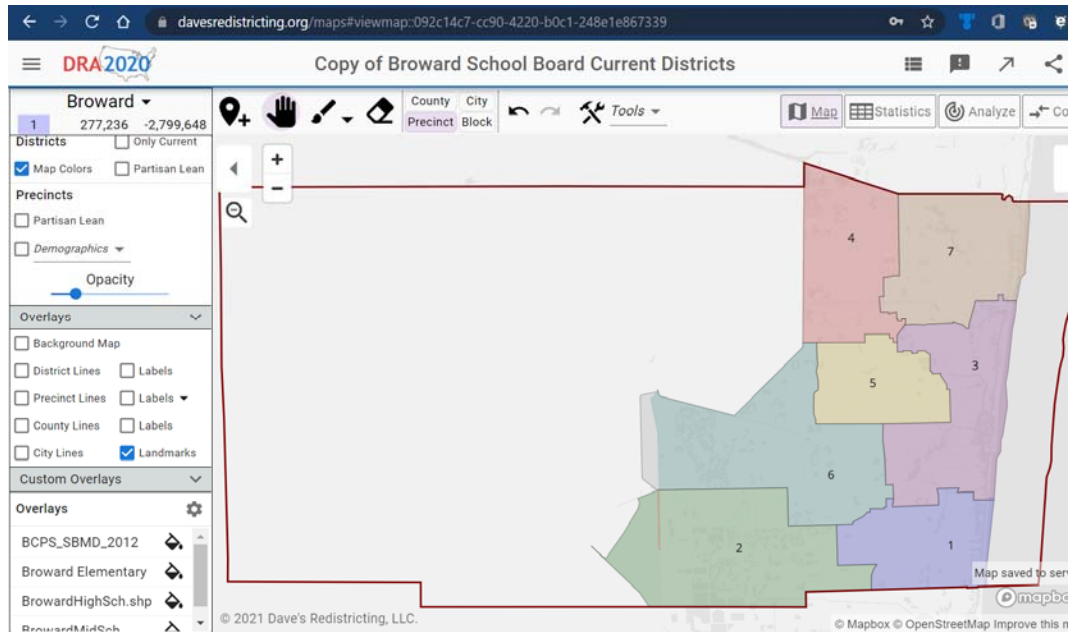 davesredistricting.org/maps#viewmap::092c14c7-cc90-4220-b0c1-248e1e867339
DRA2020
Copy of Broward School Board Current Districts
Broward
1 277,236 -2,799,648
County City
Precinct Block
Tools
Map
Statistics
Analyze
Co
Districts
Only Current
Map Colors
Partisan Lean
Precincts
Partisan Lean
Demographics
Opacity
Overlays
Background Map
District Lines
Labels
Precinct Lines
Labels
County Lines
Labels
City Lines
Landmarks
Custom Overlays
Overlays
BCPS_SBMD_2012
Broward Elementary
BrowardHighSch.shp
BrowardMidSch
4
7
3
5
6
2
1
Map saved to serv
mapbo
© 2021 Dave's Redistricting, LLC.
© Mapbox © OpenStreetMap Improve this m